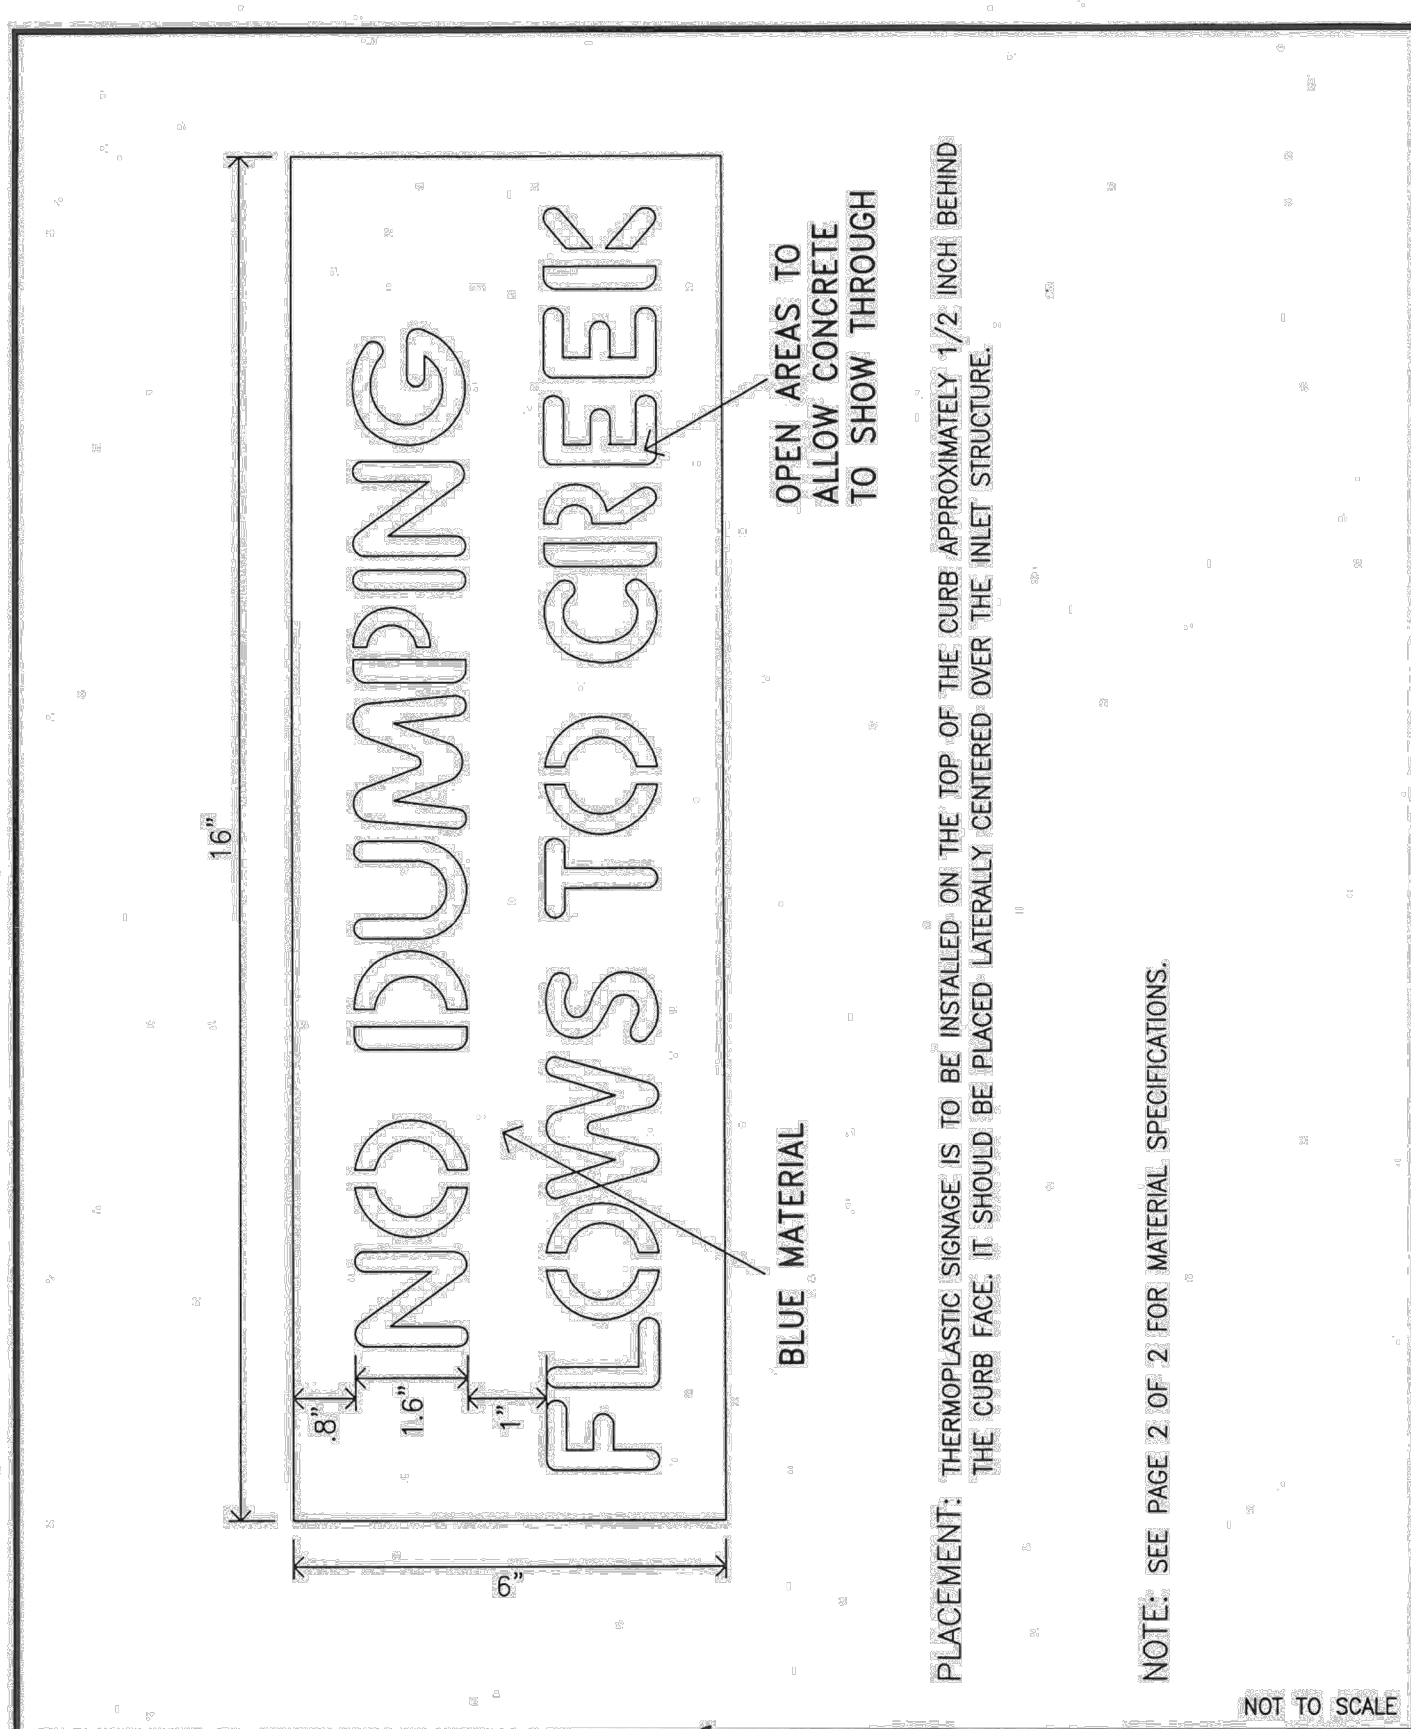 16"
6"
.8"
1.6"
1"
NO DUMPING
FLOWS TO CREEK
BLUE MATERIAL
OPEN AREAS TO
ALLOW CONCRETE
TO SHOW THROUGH
PLACEMENT: THERMOPLASTIC SIGNAGE IS TO BE INSTALLED ON THE TOP OF THE CURB APPROXIMATELY 1/2 INCH BEHIND
THE CURB FACE. IT SHOULD BE PLACED LATERALLY CENTERED OVER THE INLET STRUCTURE.
NOTE: SEE PAGE 2 OF 2 FOR MATERIAL SPECIFICATIONS.
NOT TO SCALE